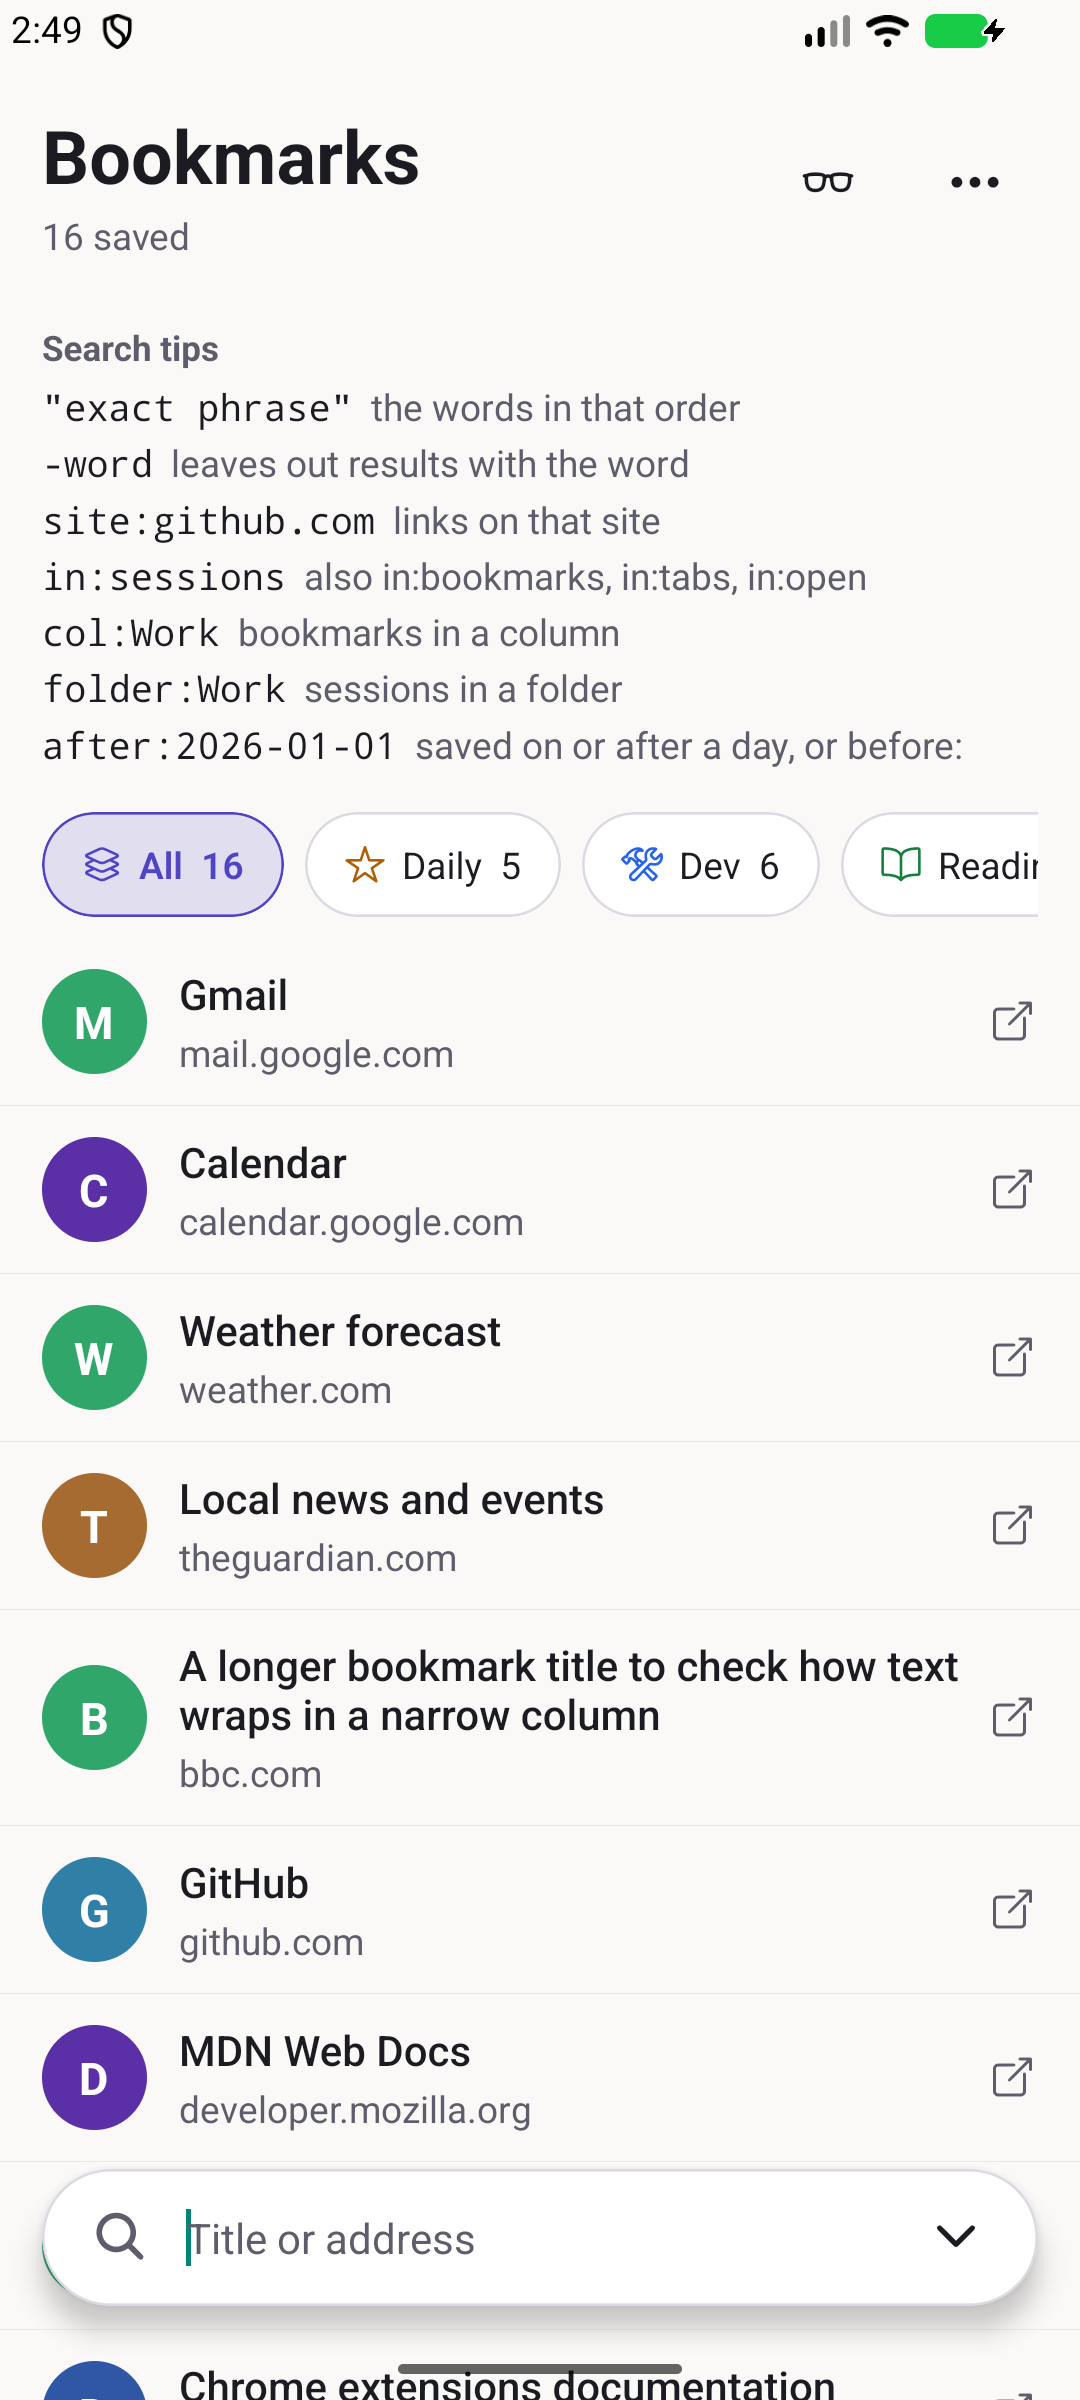 2:49
Bookmarks
16 saved
Search tips
"exact phrase" the words in that order
-word leaves out results with the word
site:github.com links on that site
in:sessions also in:bookmarks, in:tabs, in:open
col:Work bookmarks in a column
folder:Work sessions in a folder
after:2026-01-01 saved on or after a day, or before:
All 16 Daily 5 Dev 6 Readin
M Gmail
mail.google.com
C Calendar
calendar.google.com
W Weather forecast
weather.com
T Local news and events
theguardian.com
A longer bookmark title to check how text
B wraps in a narrow column
bbc.com
G GitHub
github.com
D MDN Web Docs
developer.mozilla.org
Title or address
Chrome extensions documentation